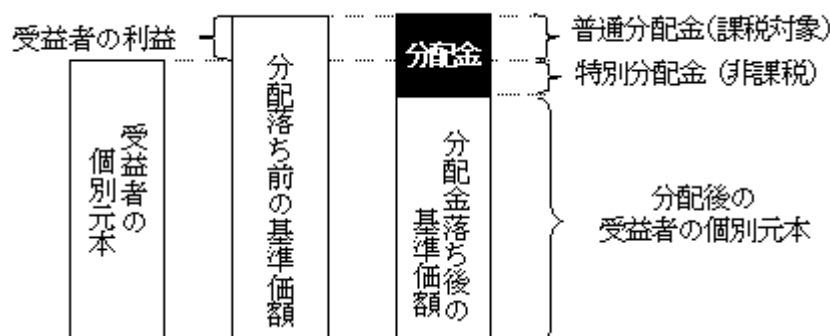 受益者の利益
受益者の
個別元本
分配落ち前の基準価額
分配金
分配金落ち後の
基準価額
普通分配金(課税対象)
特別分配金(非課税)
分配後の
受益者の個別元本